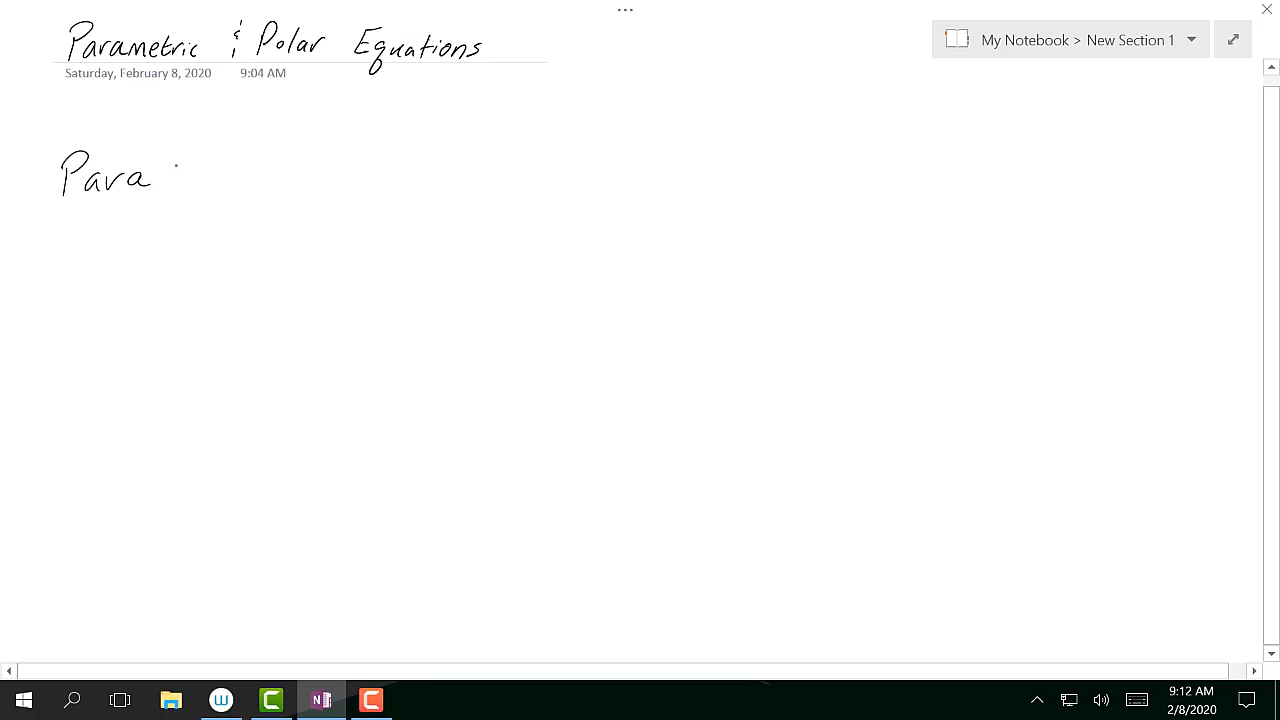 Parametric & Polar Equations
My Notebook > New Section 1
Saturday, February 8, 2020 9:04 AM
Para
W
C
N
C
9:12 AM
2/8/2020